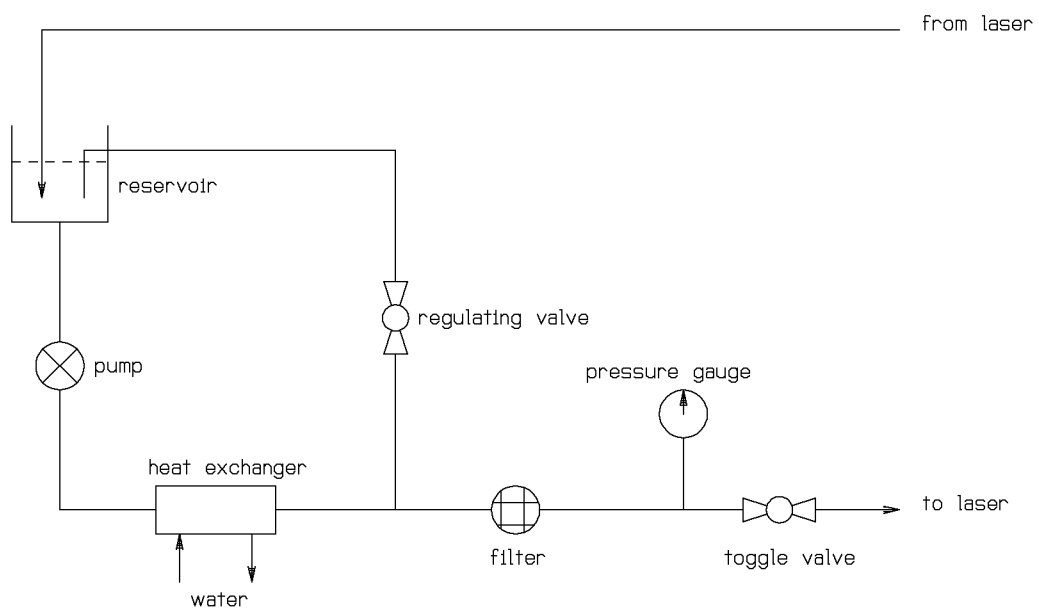 from laser
reservoir
regulating valve
pump
pressure gauge
heat exchanger
to laser
filter
toggle valve
water